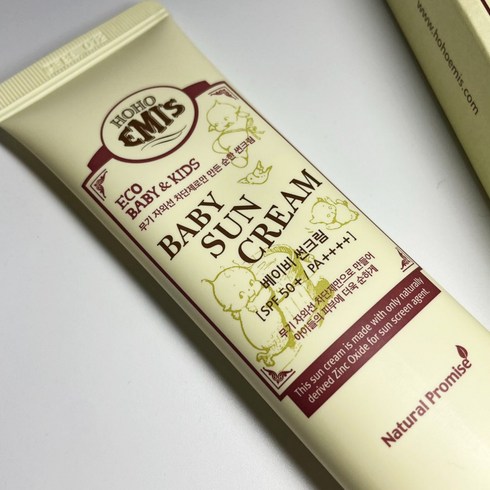 HOHO
EMI's
ECO
BABY & KIDS
무기 자외선 차단제로만 만든 순한 썬크림
BABY
SUN
CREAM
베이비 썬크림
[SPF 50+ PA++++]
무기 자외선 차단제만으로 만들어
아이들의 피부에 더욱 순하게
This sun cream is made with only naturally
derived Zinc Oxide for sun screen agent.
Natural Promise
www.hohoemis.com